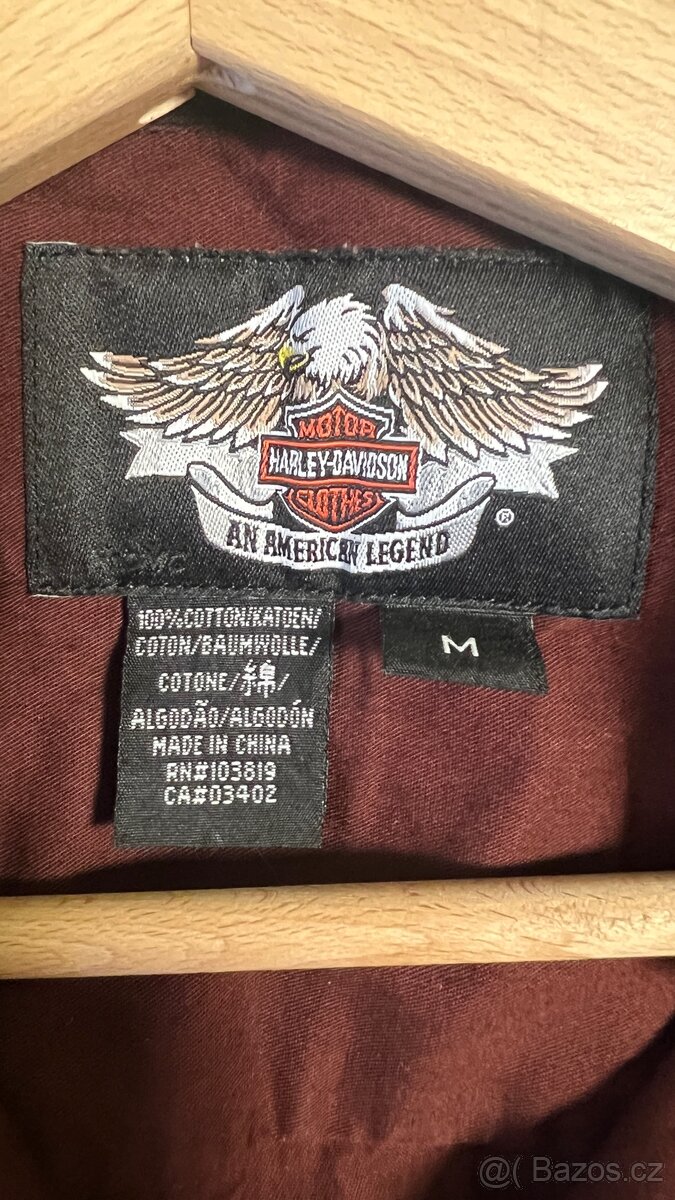 MOTOR
HARLEY-DAVIDSON
CLOTHES
AN AMERICAN LEGEND
®
100%COTTON/KATOEN/
COTON/BAUMWOLLE/
COTONE/綿/
ALGODÃO/ALGODÓN
MADE IN CHINA
RN#103819
CA#03402
M
@( Bazos.cz